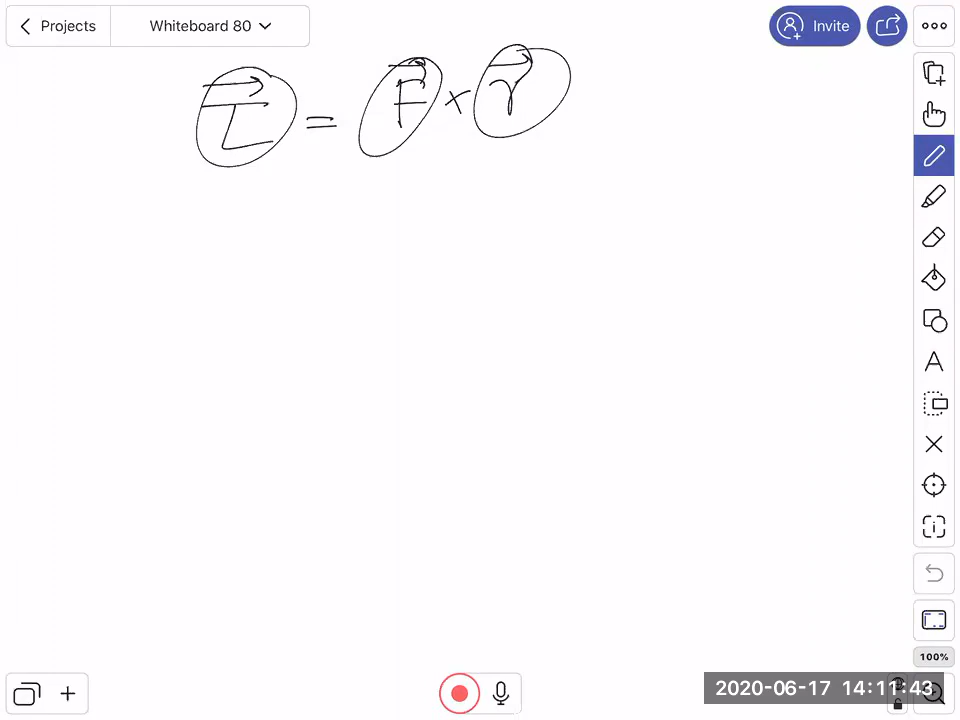 Projects
Whiteboard 80
Invite
τ⃗ = F⃗ × r⃗
A
100%
2020-06-17 14:11:43